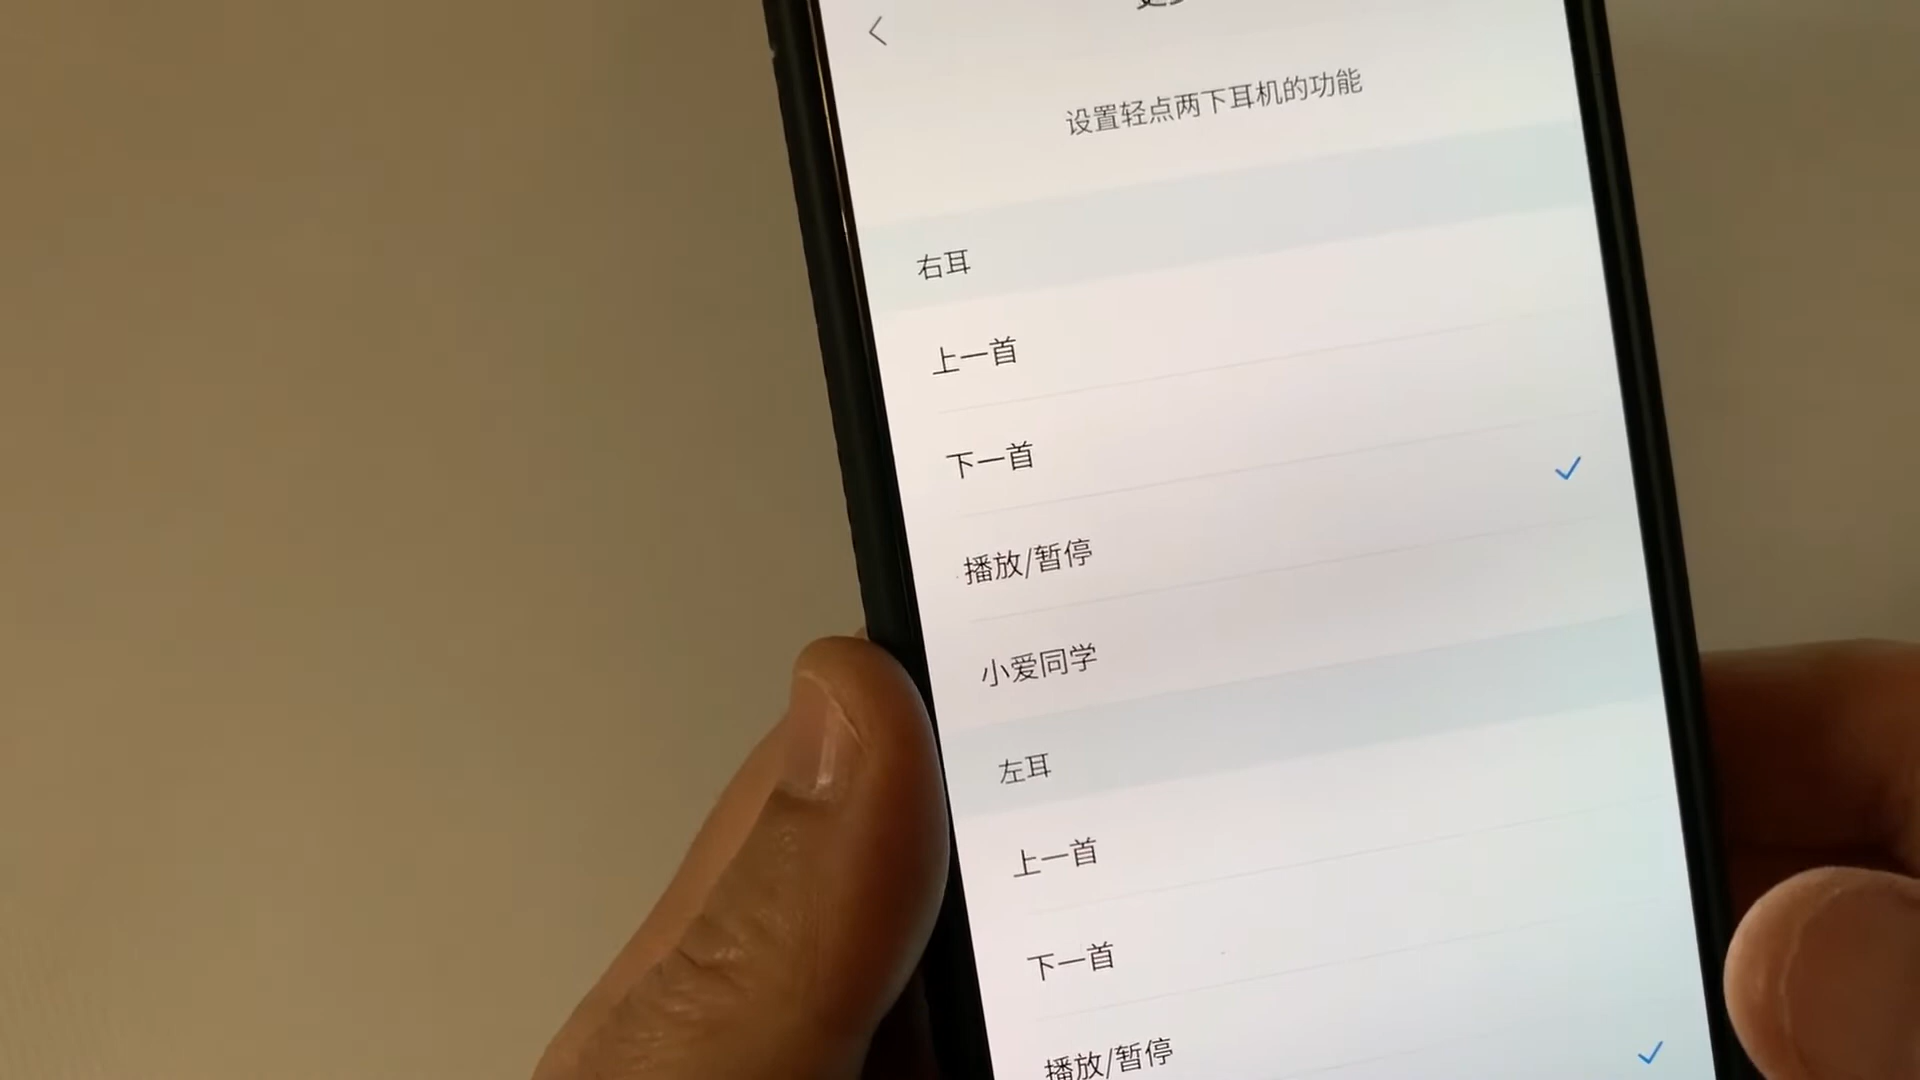 设置轻点两下耳机的功能
右耳
上一首
下一首
播放/暂停
小爱同学
左耳
上一首
下一首
播放/暂停